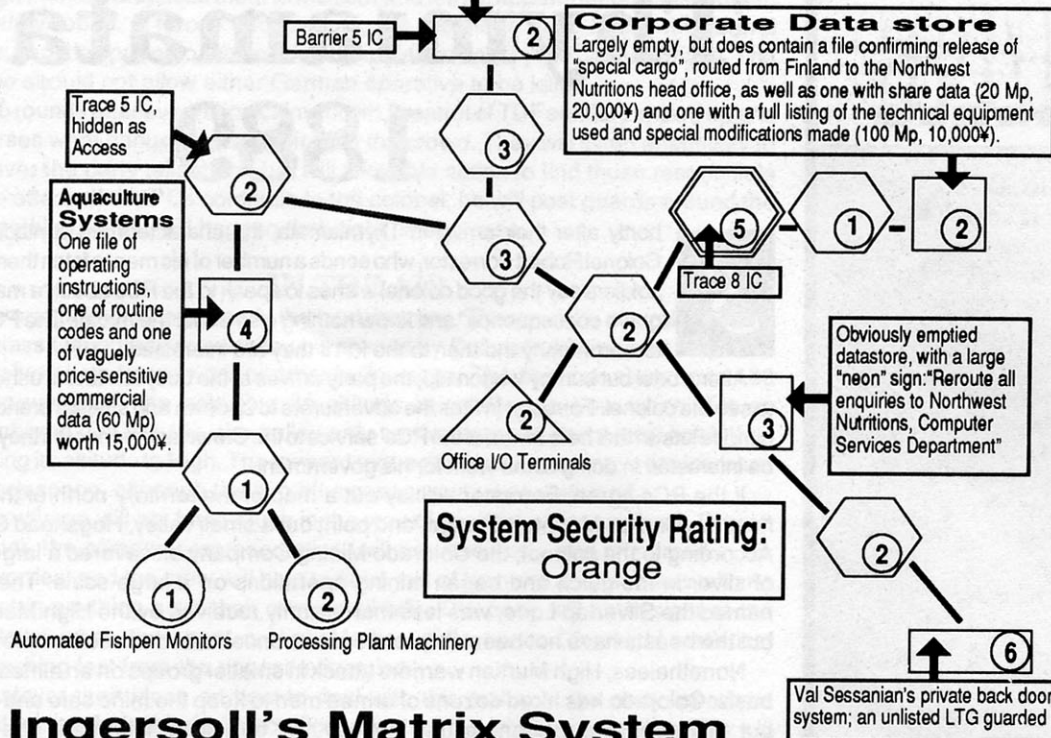 Barrier 5 IC
2
Corporate Data store
Largely empty, but does contain a file confirming release of
"special cargo", routed from Finland to the Northwest
Nutritions head office, as well as one with share data (20 Mp,
20,000¥) and one with a full listing of the technical equipment
used and special modifications made (100 Mp, 10,000¥).
Trace 5 IC,
hidden as
Access
3
2
Aquaculture
Systems
One file of
operating
instructions,
one of routine
codes and one
of vaguely
price-sensitive
commercial
data (60 Mp)
worth 15,000¥
3
5
1
2
Trace 8 IC
4
2
Obviously emptied
datastore, with a large
"neon" sign:"Reroute all
enquiries to Northwest
Nutritions, Computer
Services Department"
2
Office I/O Terminals
3
1
System Security Rating:
Orange
2
1
2
Automated Fishpen Monitors
Processing Plant Machinery
6
Val Sessanian's private back door
system; an unlisted LTG guarded
Ingersoll's Matrix System